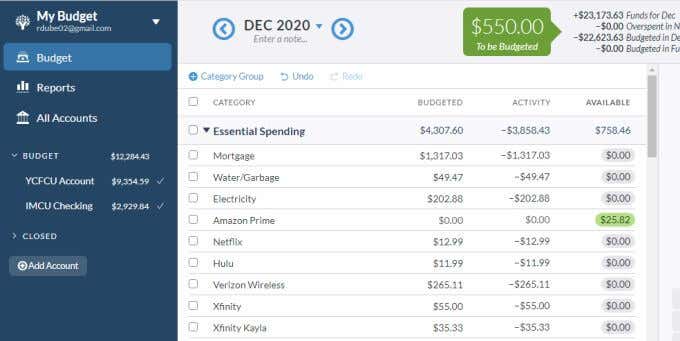 My Budget
rdube02@gmail.com
Budget
Reports
All Accounts
BUDGET $12,284.43
YCFCU Account $9,354.59
IMCU Checking $2,929.84
CLOSED
Add Account
DEC 2020
Enter a note...
$550.00
To be Budgeted
+$23,173.63 Funds for Dec
−$0.00 Overspent in N
−$22,623.63 Budgeted in De
−$0.00 Budgeted in Fu
Category Group Undo Redo
CATEGORY BUDGETED ACTIVITY AVAILABLE
Essential Spending $4,307.60 −$3,858.43 $758.46
Mortgage $1,317.03 −$1,317.03 $0.00
Water/Garbage $49.47 −$49.47 $0.00
Electricity $202.88 −$202.88 $0.00
Amazon Prime $0.00 $0.00 $25.82
Netflix $12.99 −$12.99 $0.00
Hulu $11.99 −$11.99 $0.00
Verizon Wireless $265.11 −$265.11 $0.00
Xfinity $55.00 −$55.00 $0.00
Xfinity Kayla $35.33 −$35.33 $0.00